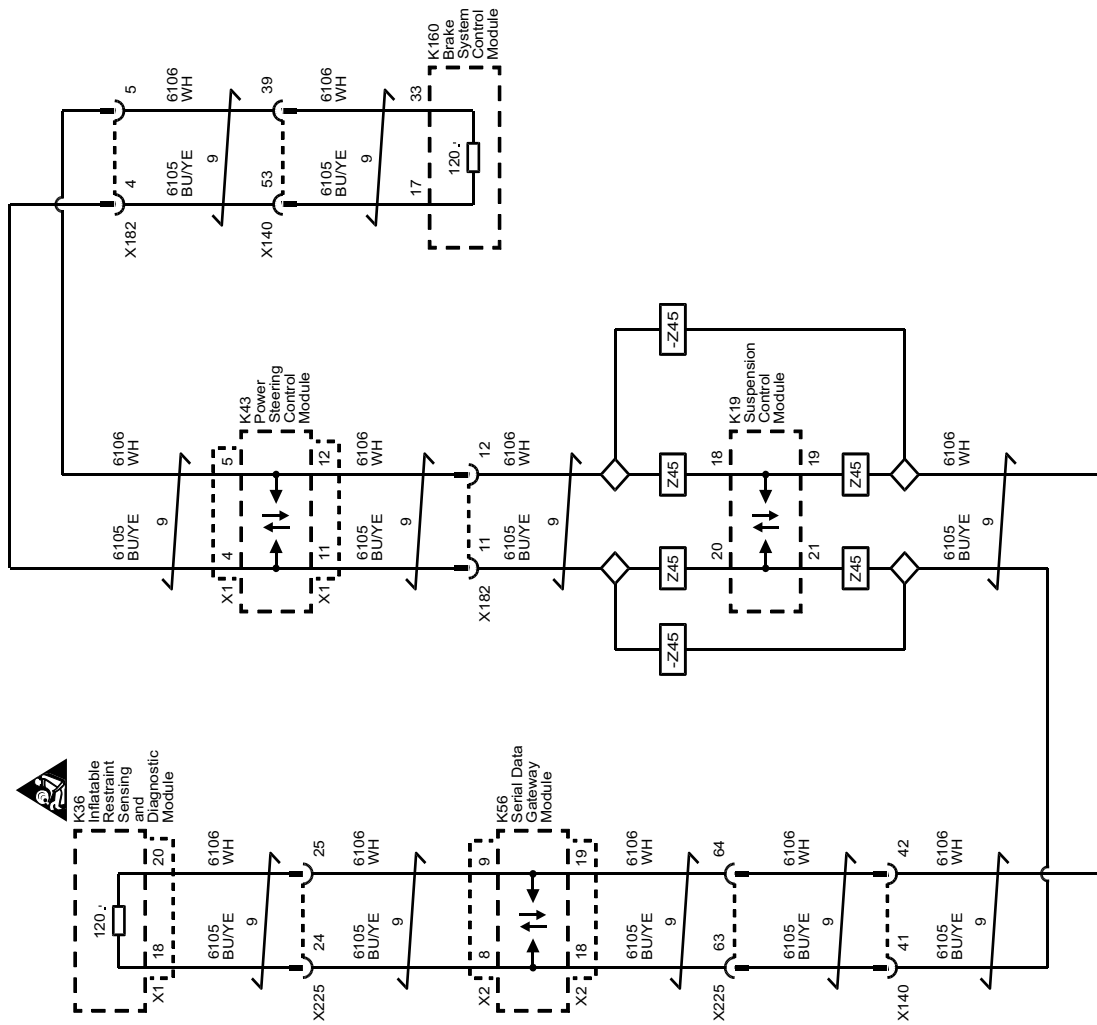 K36
Inflatable
Restraint
Sensing
and
Diagnostic
Module
120
X1
18
20
6105
BU/YE
6106
WH
9
X225
24
25
6105
BU/YE
6106
WH
9
X2
8
9
K56
Serial Data
Gateway
Module
X2
18
19
6105
BU/YE
6106
WH
9
X225
63
64
6105
BU/YE
6106
WH
9
X140
41
42
6105
BU/YE
6106
WH
9
6105
BU/YE
6106
WH
9
X1
4
5
K43
Power
Steering
Control
Module
X1
11
12
6105
BU/YE
6106
WH
9
X182
11
12
6105
BU/YE
6106
WH
9
-Z45
Z45
Z45
-Z45
20
18
K19
Suspension
Control
Module
21
19
Z45
Z45
6105
BU/YE
6106
WH
9
X182
4
5
6105
BU/YE
6106
WH
9
X140
53
39
6105
BU/YE
6106
WH
9
17
33
120
K160
Brake
System
Control
Module